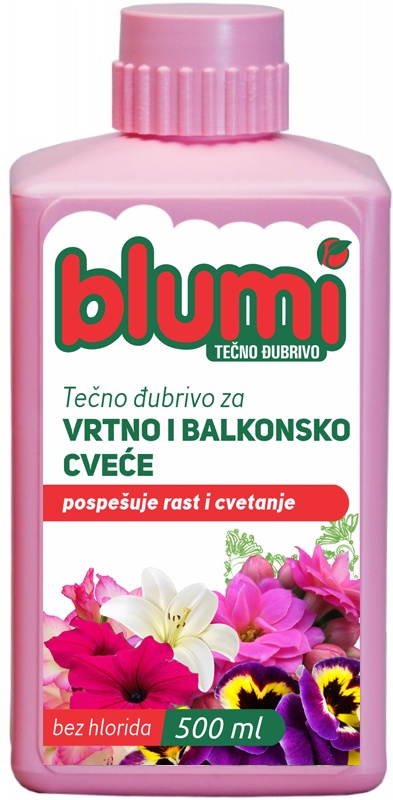 blumi
TEČNO ĐUBRIVO
Tečno đubrivo za
VRTNO I BALKONSKO
CVEĆE
pospešuje rast i cvetanje
bez hlorida 500 ml